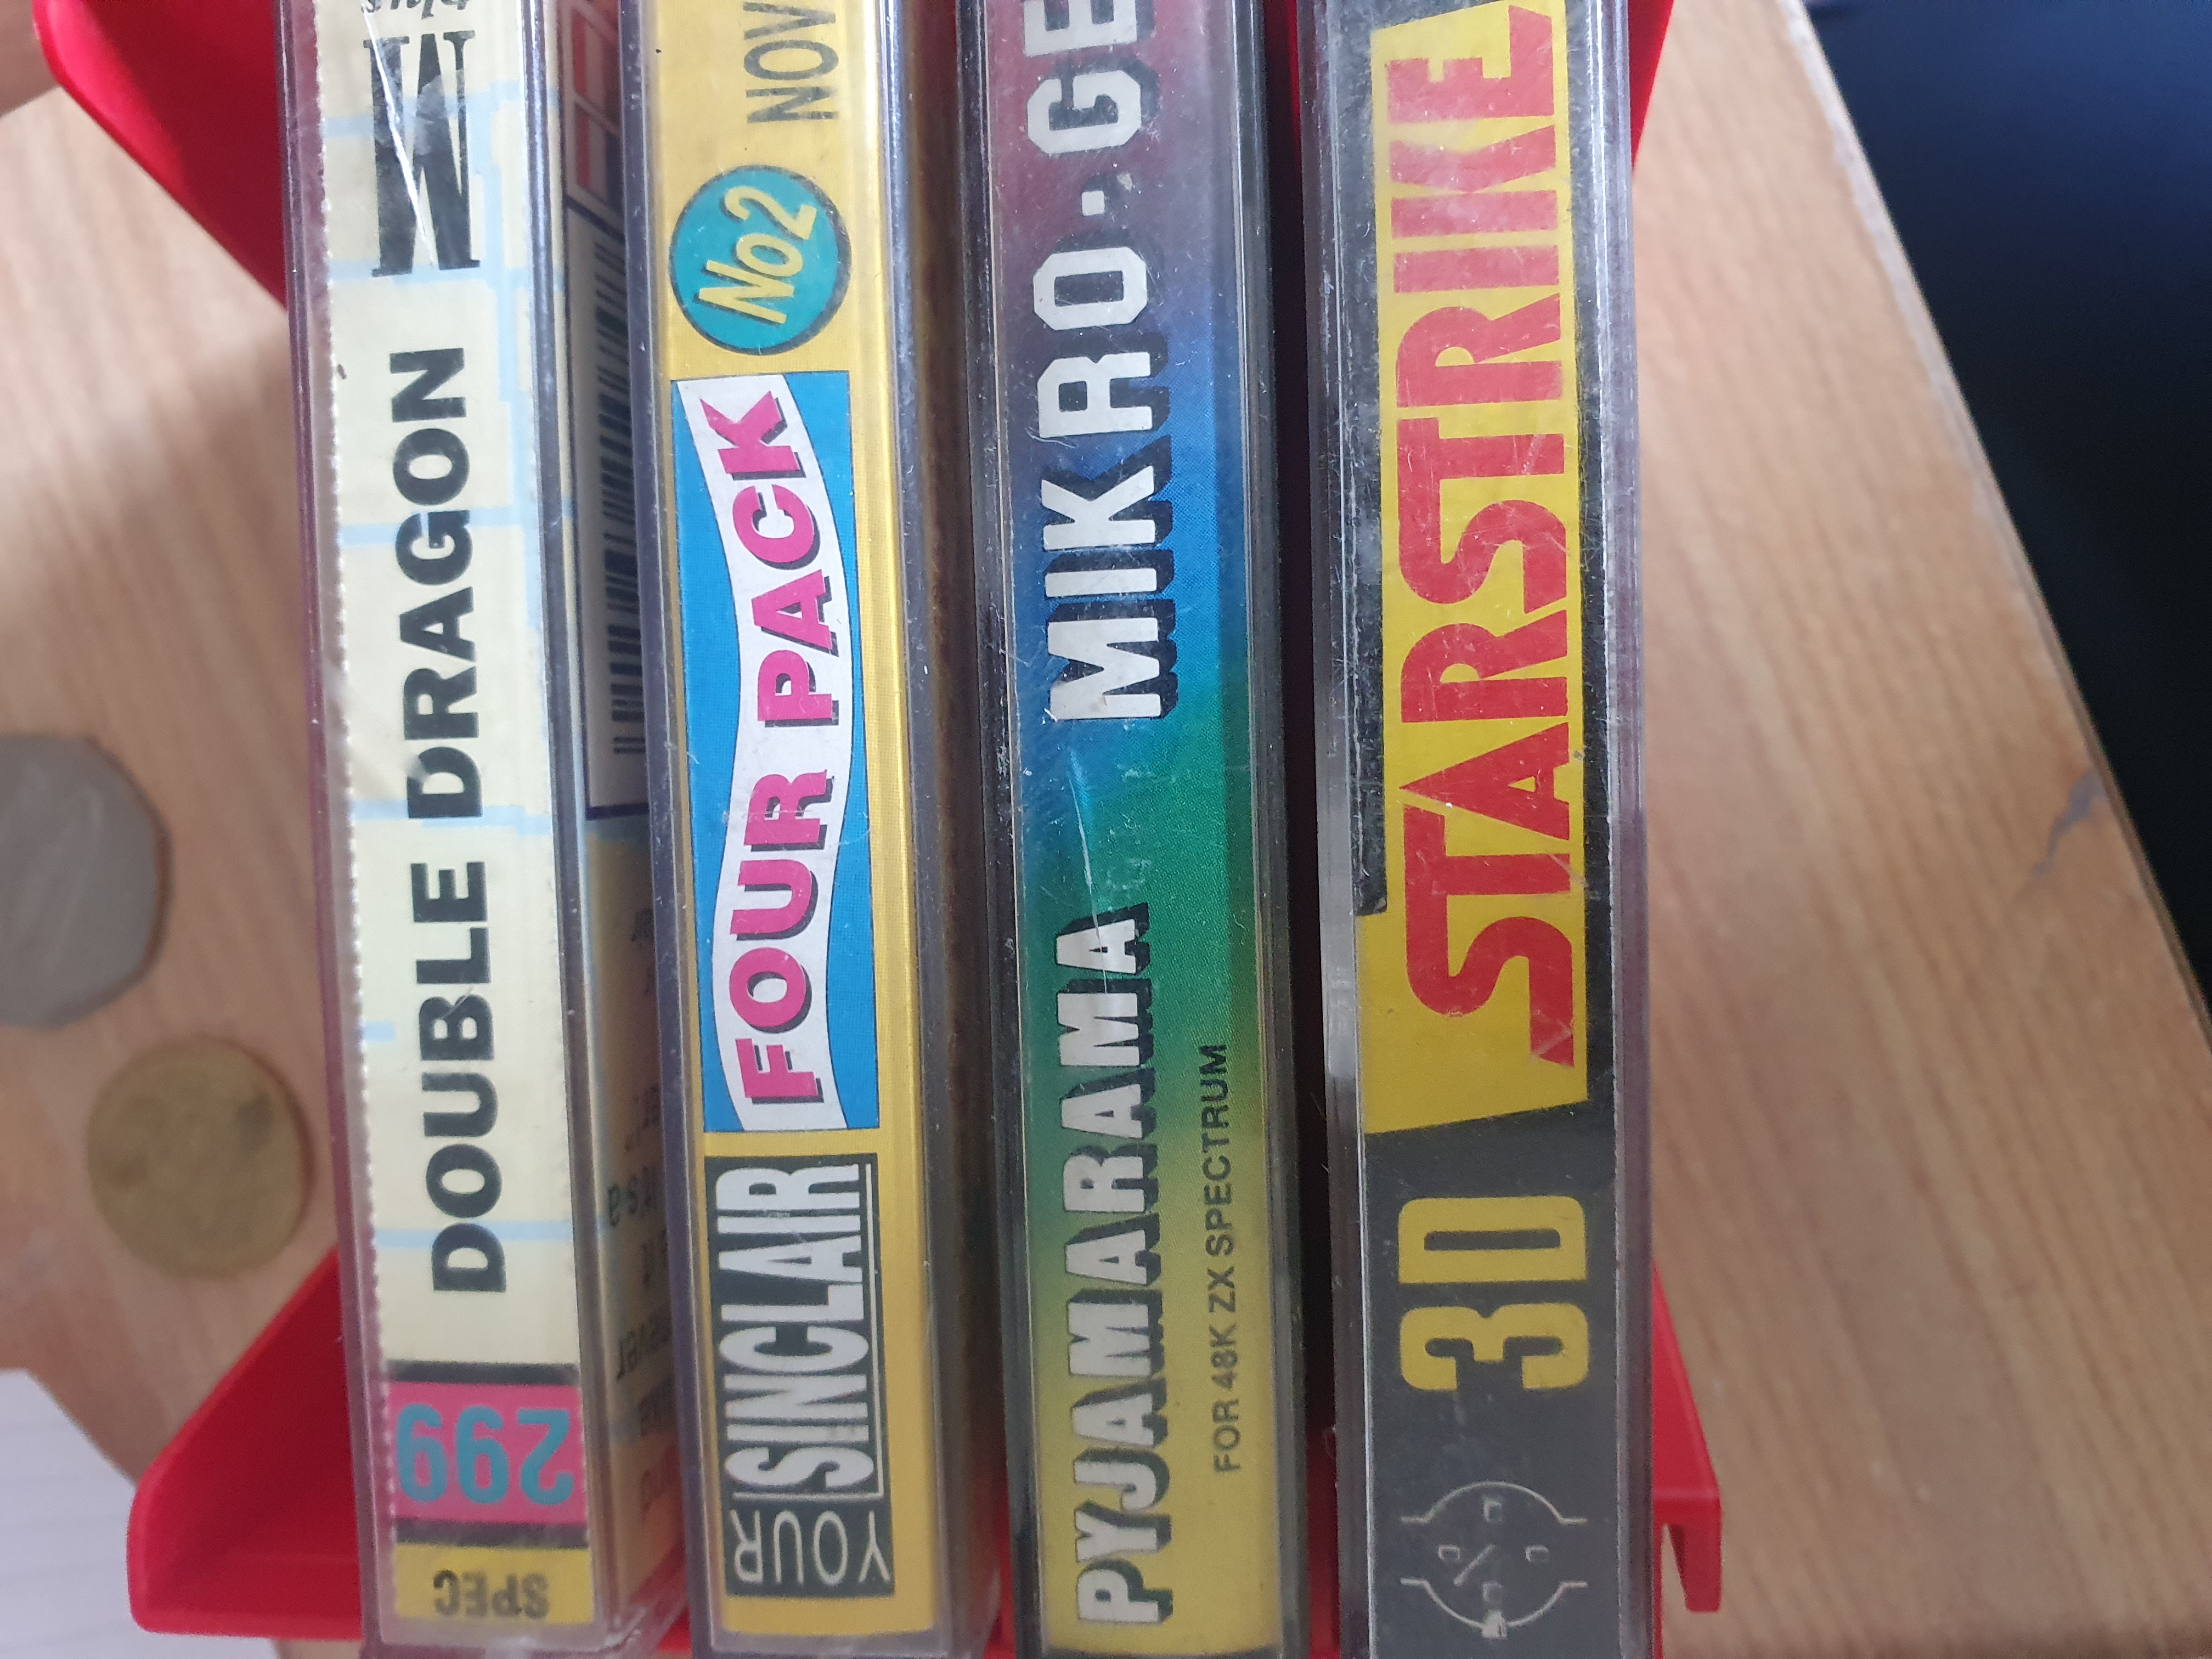 SPEC
299
DOUBLE DRAGON
M
plus
YOUR SINCLAIR
FOUR PACK
No2
NOV
PYJAMARAMA MIKRO·GE
FOR 48K ZX SPECTRUM
3D STARSTRIKE